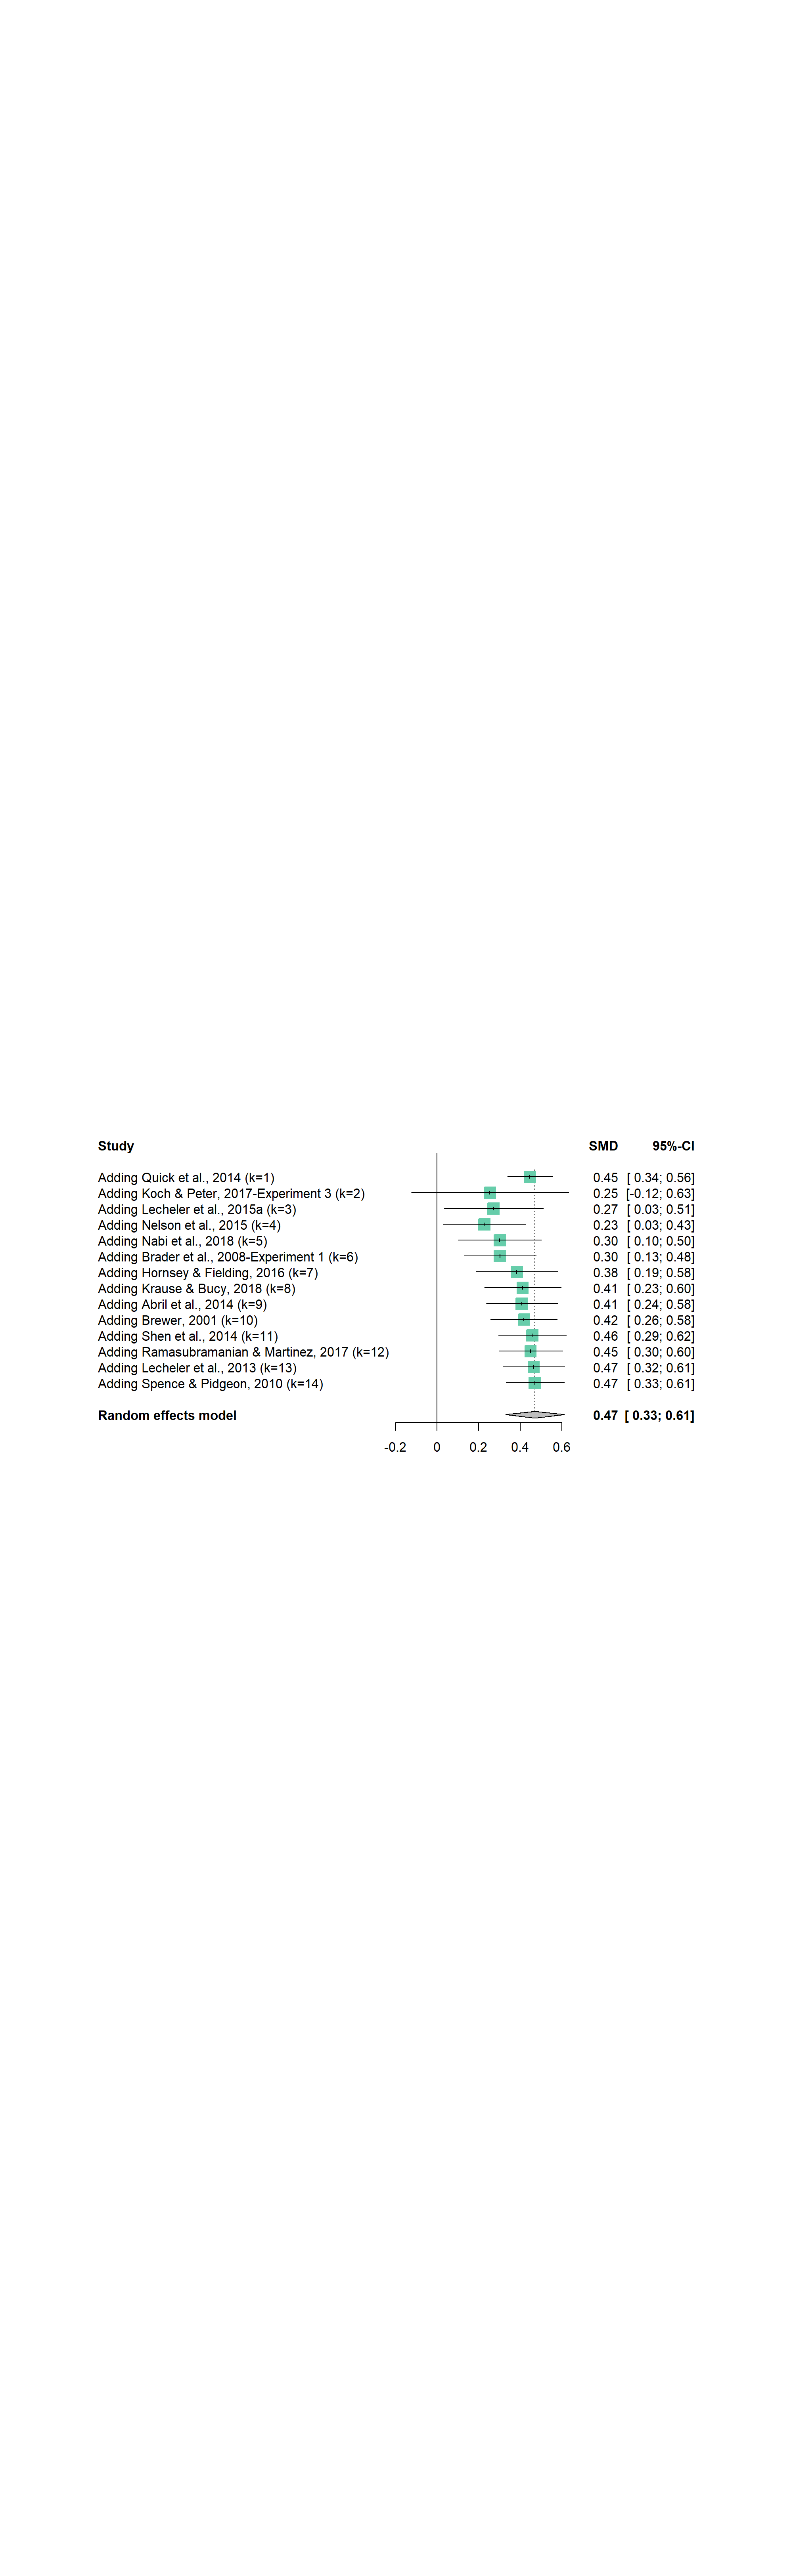 Study SMD 95%-CI
Adding Quick et al., 2014 (k=1) 0.45 [ 0.34; 0.56]
Adding Koch & Peter, 2017-Experiment 3 (k=2) 0.25 [-0.12; 0.63]
Adding Lecheler et al., 2015a (k=3) 0.27 [ 0.03; 0.51]
Adding Nelson et al., 2015 (k=4) 0.23 [ 0.03; 0.43]
Adding Nabi et al., 2018 (k=5) 0.30 [ 0.10; 0.50]
Adding Brader et al., 2008-Experiment 1 (k=6) 0.30 [ 0.13; 0.48]
Adding Hornsey & Fielding, 2016 (k=7) 0.38 [ 0.19; 0.58]
Adding Krause & Bucy, 2018 (k=8) 0.41 [ 0.23; 0.60]
Adding Abril et al., 2014 (k=9) 0.41 [ 0.24; 0.58]
Adding Brewer, 2001 (k=10) 0.42 [ 0.26; 0.58]
Adding Shen et al., 2014 (k=11) 0.46 [ 0.29; 0.62]
Adding Ramasubramanian & Martinez, 2017 (k=12) 0.45 [ 0.30; 0.60]
Adding Lecheler et al., 2013 (k=13) 0.47 [ 0.32; 0.61]
Adding Spence & Pidgeon, 2010 (k=14) 0.47 [ 0.33; 0.61]
Random effects model 0.47 [ 0.33; 0.61]
-0.2 0 0.2 0.4 0.6